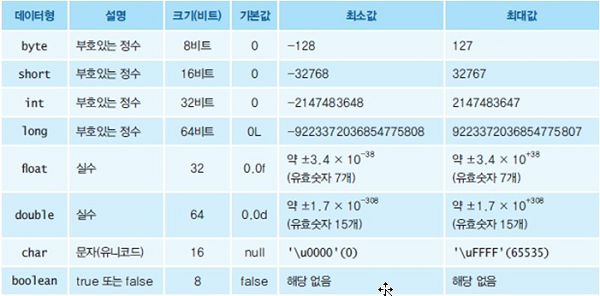 데이터형 설명 크기(비트) 기본값 최소값 최대값
byte 부호있는 정수 8비트 0 -128 127
short 부호있는 정수 16비트 0 -32768 32767
int 부호있는 정수 32비트 0 -2147483648 2147483647
long 부호있는 정수 64비트 0L -9223372036854775808 9223372036854775807
float 실수 32 0.0f 약 ±3.4 × 10⁻³⁸ (유효숫자 7개) 약 ±3.4 × 10⁺³⁸ (유효숫자 7개)
double 실수 64 0.0d 약 ±1.7 × 10⁻³⁰⁸ (유효숫자 15개) 약 ±1.7 × 10⁺³⁰⁸ (유효숫자 15개)
char 문자(유니코드) 16 null '\u0000'(0) '\uFFFF'(65535)
boolean true 또는 false 8 false 해당 없음 해당 없음